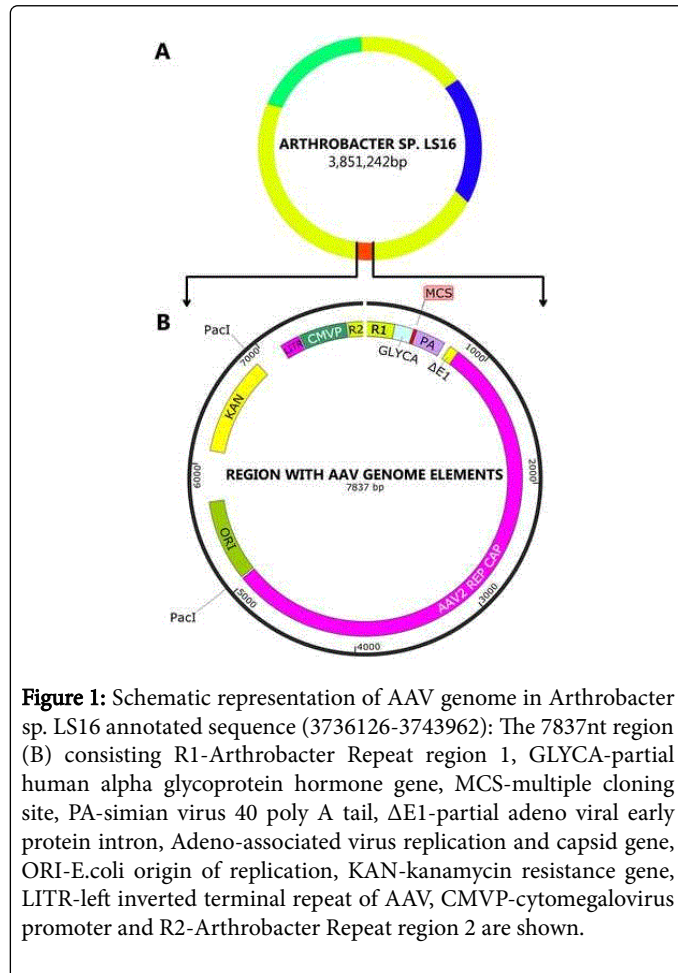 A
ARTHROBACTER SP. LS16
3,851,242bp
B
MCS
PacI
7000
LITR
CMVP
R2
R1
GLYCA
PA
ΔE1
1000
KAN
6000
2000
REGION WITH AAV GENOME ELEMENTS
7837 bp
ORI
AAV2 REP CAP
PacI
5000
4000
3000
Figure 1: Schematic representation of AAV genome in Arthrobacter
sp. LS16 annotated sequence (3736126-3743962): The 7837nt region
(B) consisting R1-Arthrobacter Repeat region 1, GLYCA-partial
human alpha glycoprotein hormone gene, MCS-multiple cloning
site, PA-simian virus 40 poly A tail, ΔE1-partial adeno viral early
protein intron, Adeno-associated virus replication and capsid gene,
ORI-E.coli origin of replication, KAN-kanamycin resistance gene,
LITR-left inverted terminal repeat of AAV, CMVP-cytomegalovirus
promoter and R2-Arthrobacter Repeat region 2 are shown.